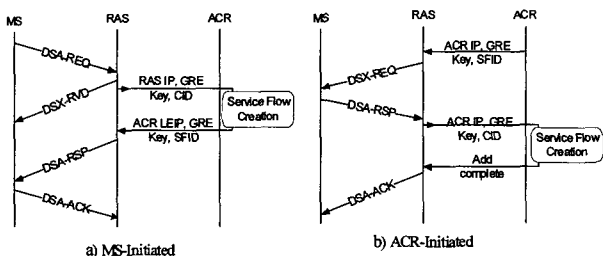 MS RAS ACR
DSA-REQ
RAS IP, GRE
Key, CID
DSX-RVD
Service Flow
Creation
ACR LEIP, GRE
Key, SFID
DSA-RSP
DSA-ACK
a) MS-Initiated
MS RAS ACR
ACR IP, GRE
Key, SFID
DSX-REQ
DSA-RSP
ACR IP, GRE
Key, CID
Service Flow
Creation
Add
complete
DSA-ACK
b) ACR-Initiated